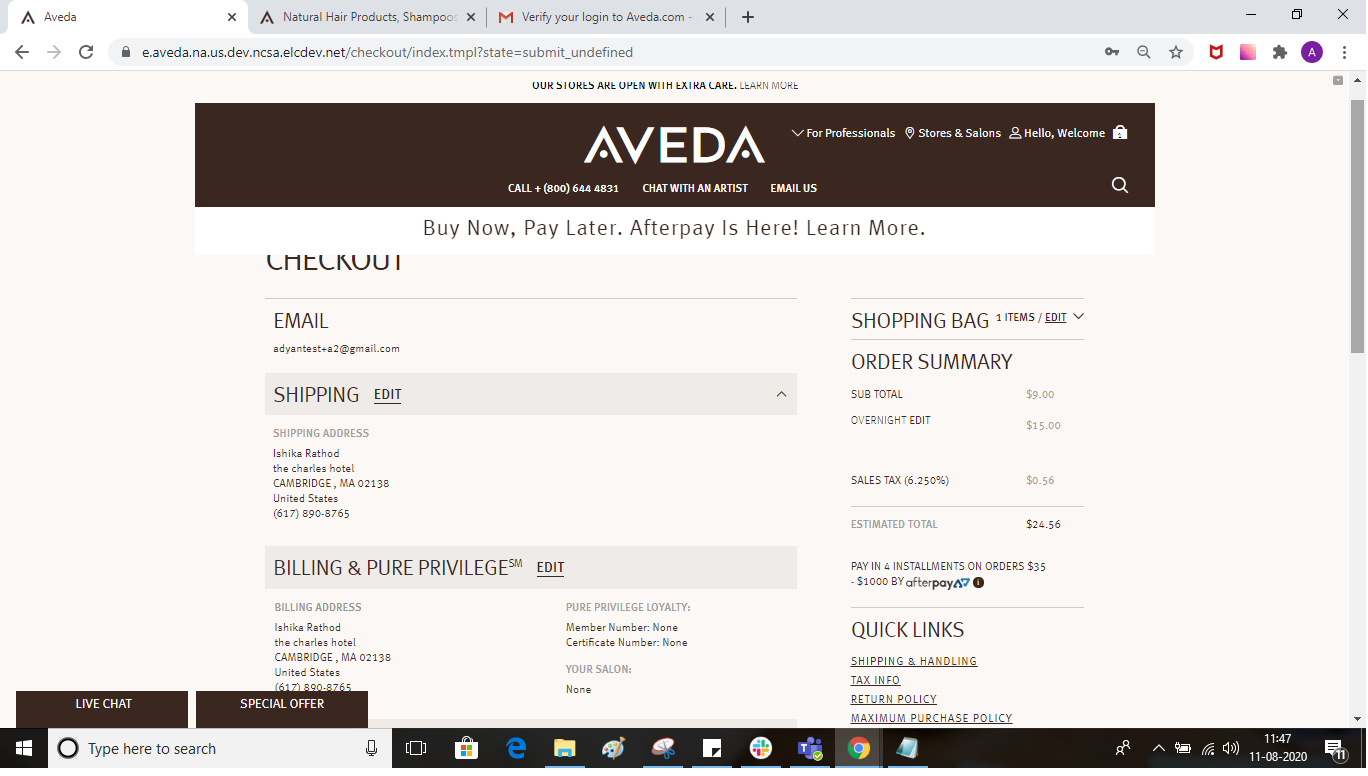 Aveda
Natural Hair Products, Shampoos
Verify your login to Aveda.com -
e.aveda.na.us.dev.ncsa.elcdev.net/checkout/index.tmpl?state=submit_undefined
A
OUR STORES ARE OPEN WITH EXTRA CARE. LEARN MORE
AVEDA
For Professionals Stores & Salons Hello, Welcome 1
CALL + (800) 644 4831 CHAT WITH AN ARTIST EMAIL US
Buy Now, Pay Later. Afterpay Is Here! Learn More.
CHECKOUT
EMAIL
adyantest+a2@gmail.com
SHIPPING EDIT
SHIPPING ADDRESS
Ishika Rathod
the charles hotel
CAMBRIDGE , MA 02138
United States
(617) 890-8765
BILLING & PURE PRIVILEGE℠ EDIT
BILLING ADDRESS
Ishika Rathod
the charles hotel
CAMBRIDGE , MA 02138
United States
(617) 890-8765
PURE PRIVILEGE LOYALTY:
Member Number: None
Certificate Number: None
YOUR SALON:
None
SHOPPING BAG 1 ITEMS / EDIT
ORDER SUMMARY
SUB TOTAL $9.00
OVERNIGHT EDIT $15.00
SALES TAX (6.250%) $0.56
ESTIMATED TOTAL $24.56
PAY IN 4 INSTALLMENTS ON ORDERS $35
- $1000 BY afterpay i
QUICK LINKS
SHIPPING & HANDLING
TAX INFO
RETURN POLICY
MAXIMUM PURCHASE POLICY
LIVE CHAT
SPECIAL OFFER
Type here to search
11:47
11-08-2020
11